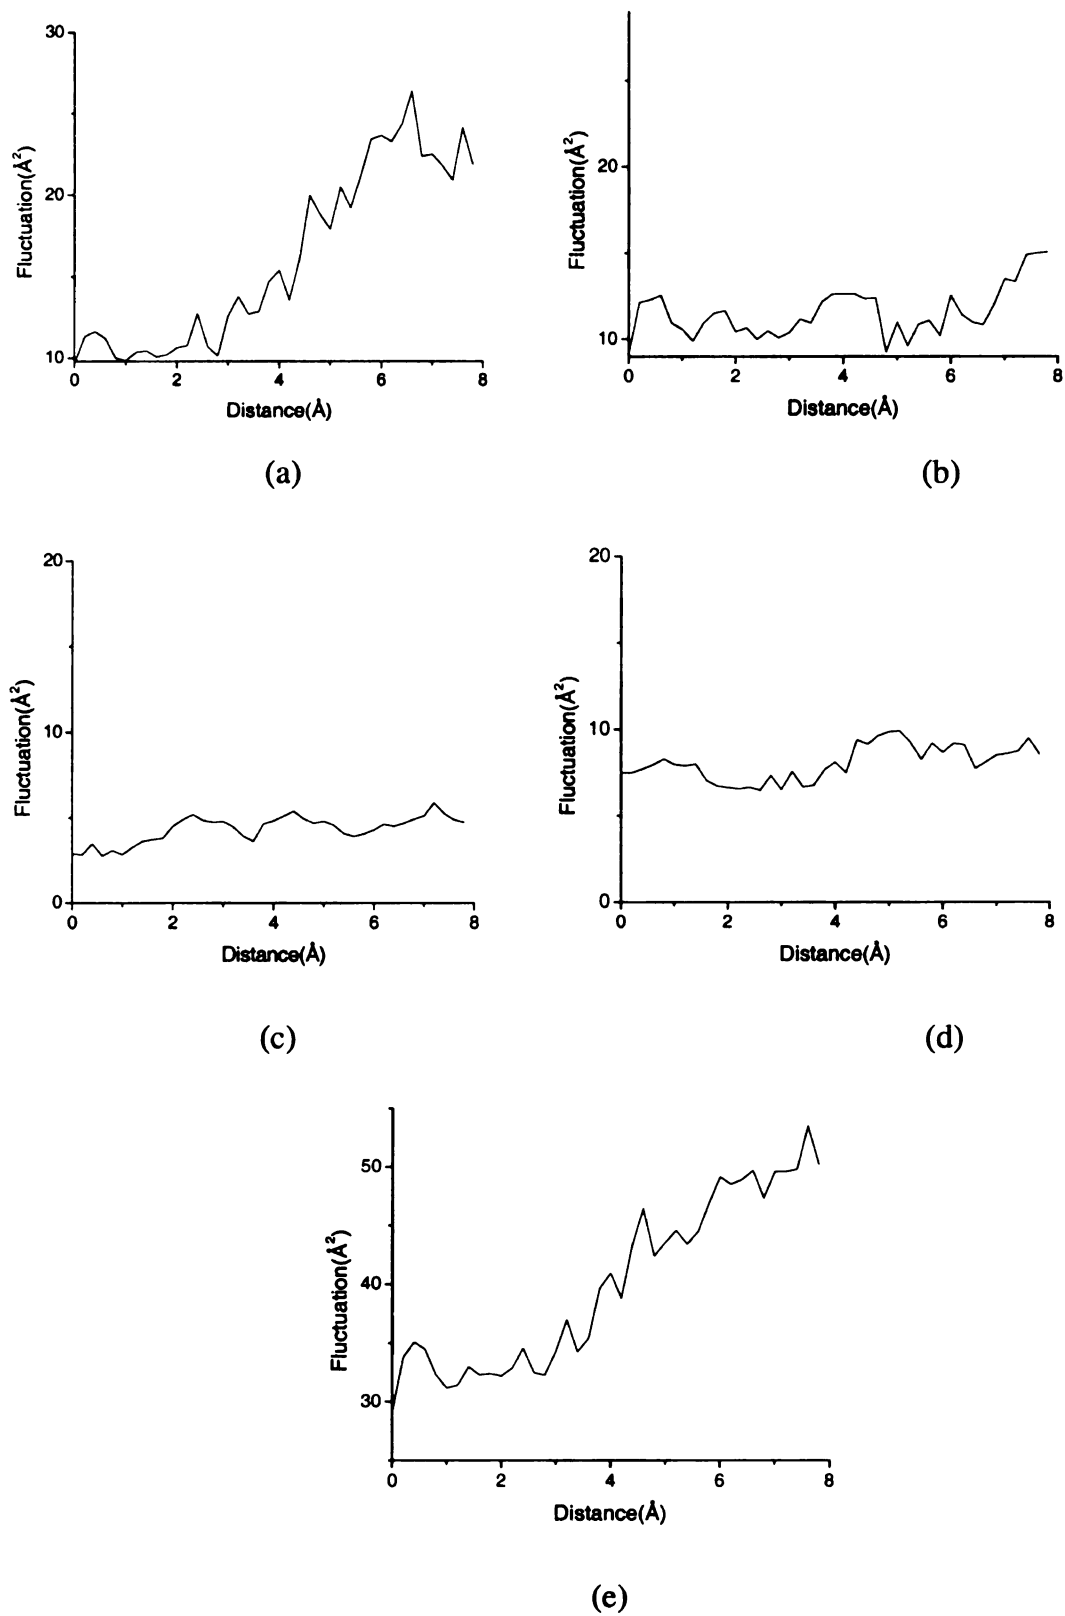 30
20
10
Fluctuation(Å²)
0 2 4 6 8
Distance(Å)
(a)
20
10
Fluctuation(Å²)
0 2 4 6 8
Distance(Å)
(b)
20
10
0
Fluctuation(Å²)
0 2 4 6 8
Distance(Å)
(c)
20
10
0
Fluctuation(Å²)
0 2 4 6 8
Distance(Å)
(d)
50
40
30
Fluctuation(Å²)
0 2 4 6 8
Distance(Å)
(e)